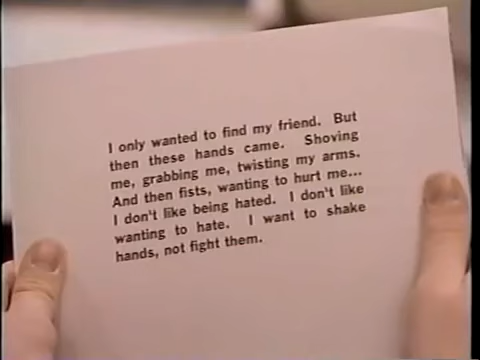 I only wanted to find my friend. But
then these hands came. Shoving
me, grabbing me, twisting my arms.
And then fists, wanting to hurt me...
I don't like being hated. I don't like
wanting to hate. I want to shake
hands, not fight them.